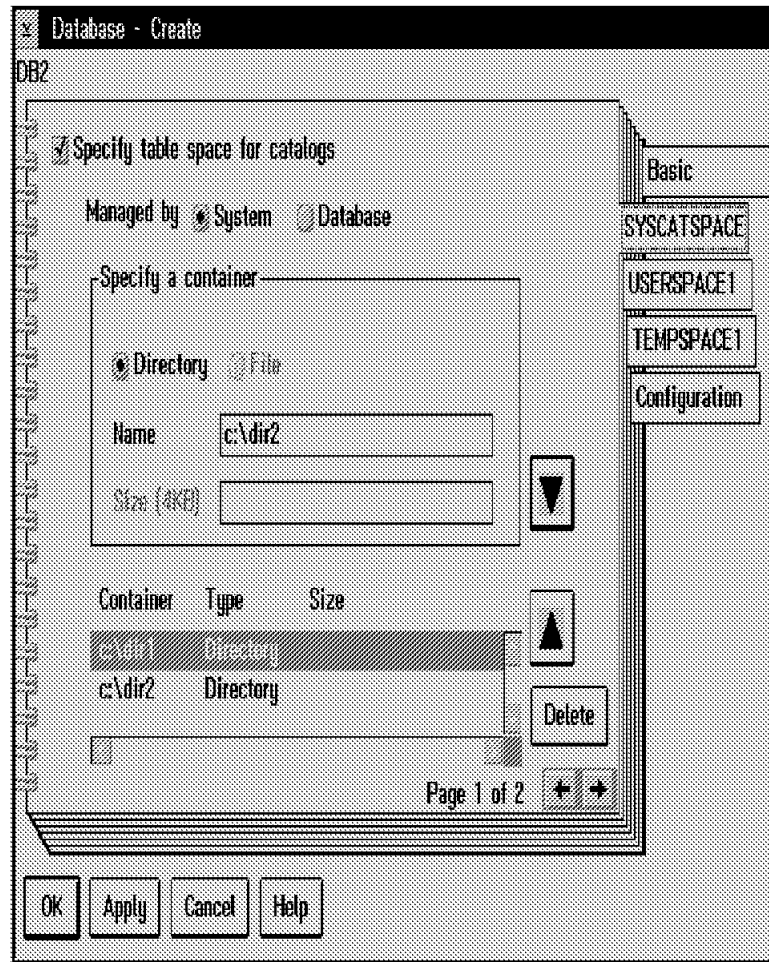 Database - Create
DB2
Specify table space for catalogs
Managed by System Database
Specify a container
Directory File
Name c:\dir2
Size (4KB)
Container Type Size
c:\dir1 Directory
c:\dir2 Directory
Delete
Page 1 of 2
Basic
SYSCATSPACE
USERSPACE1
TEMPSPACE1
Configuration
OK Apply Cancel Help